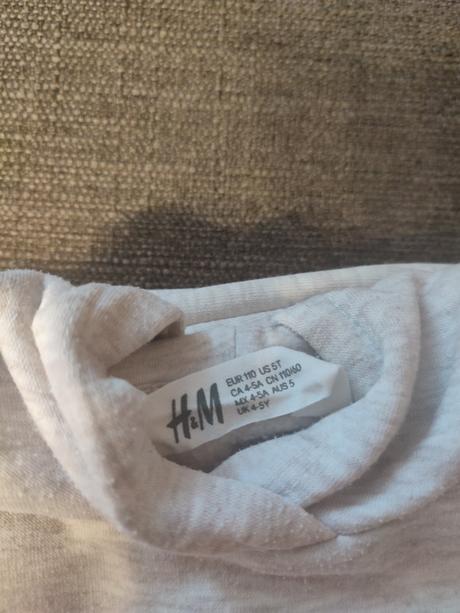 H&M
EUR 110 US 5T
CA 4-5A CN 110/60
MX 4-5A AUS 5
UK 4-5Y